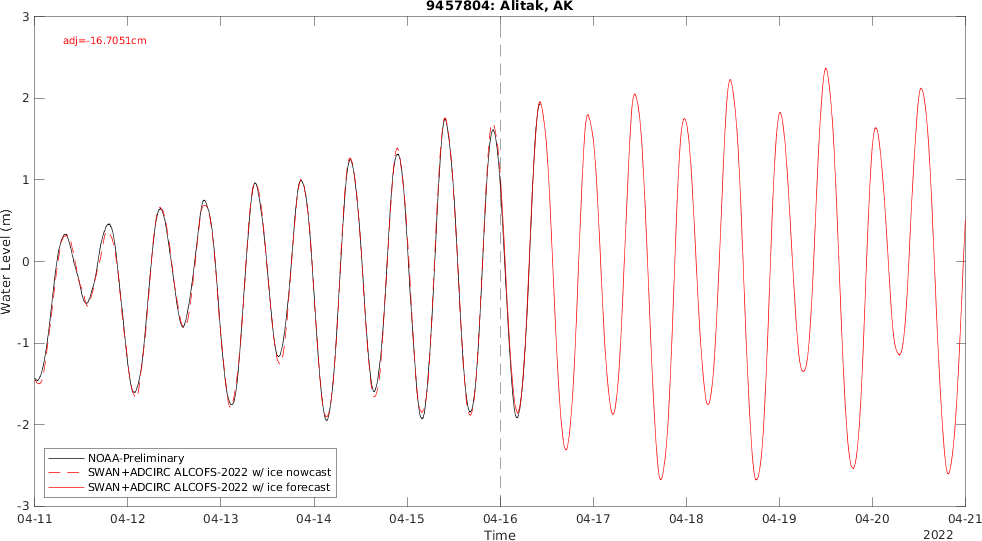 9457804: Alitak, AK
adj=-16.7051cm
Water Level (m)
3
2
1
0
-1
-2
-3
NOAA-Preliminary
SWAN+ADCIRC ALCOFS-2022 w/ ice nowcast
SWAN+ADCIRC ALCOFS-2022 w/ ice forecast
04-11 04-12 04-13 04-14 04-15 04-16 04-17 04-18 04-19 04-20 04-21
Time
2022